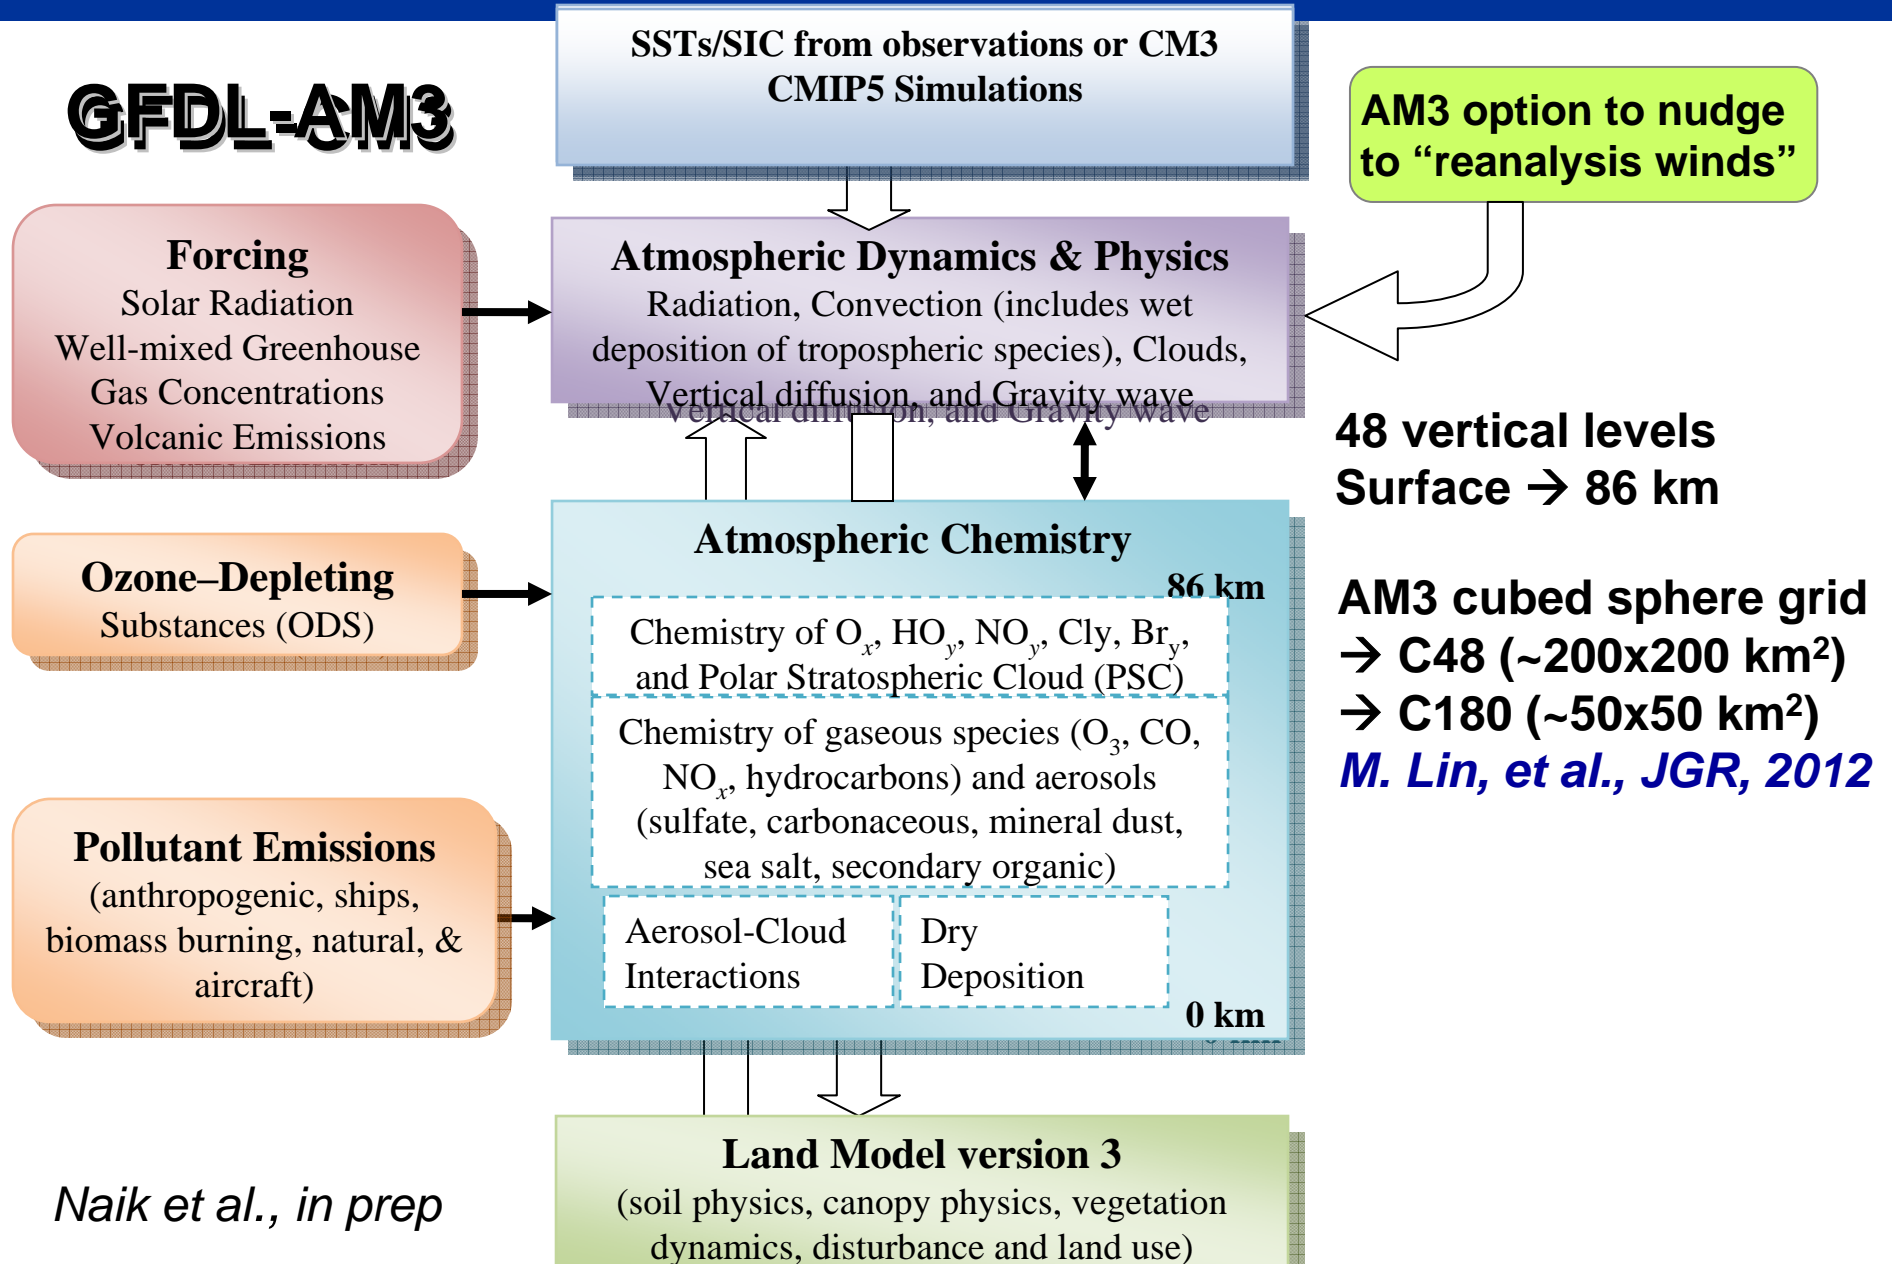 SSTs/SIC from observations or CM3
CMIP5 Simulations
GFDL-AM3
AM3 option to nudge
to “reanalysis winds”
Forcing
Solar Radiation
Well-mixed Greenhouse
Gas Concentrations
Volcanic Emissions
Atmospheric Dynamics & Physics
Radiation, Convection (includes wet
deposition of tropospheric species), Clouds,
Vertical diffusion, and Gravity wave
48 vertical levels
Surface → 86 km
Ozone–Depleting
Substances (ODS)
Atmospheric Chemistry
86 km
Chemistry of Oₓ, HO_y, NO_y, Cly, Br_y,
and Polar Stratospheric Cloud (PSC)
Chemistry of gaseous species (O₃, CO,
NOₓ, hydrocarbons) and aerosols
(sulfate, carbonaceous, mineral dust,
sea salt, secondary organic)
Aerosol-Cloud
Interactions
Dry
Deposition
0 km
AM3 cubed sphere grid
→ C48 (~200x200 km²)
→ C180 (~50x50 km²)
M. Lin, et al., JGR, 2012
Pollutant Emissions
(anthropogenic, ships,
biomass burning, natural, &
aircraft)
Land Model version 3
(soil physics, canopy physics, vegetation
dynamics, disturbance and land use)
Naik et al., in prep